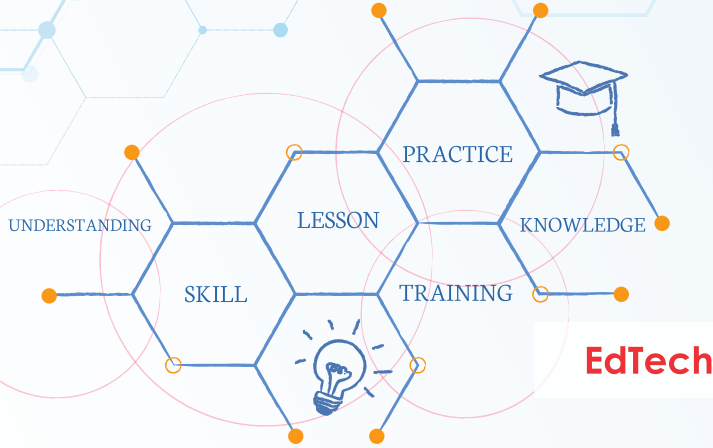 PRACTICE
LESSON
UNDERSTANDING
KNOWLEDGE
SKILL
TRAINING
EdTech